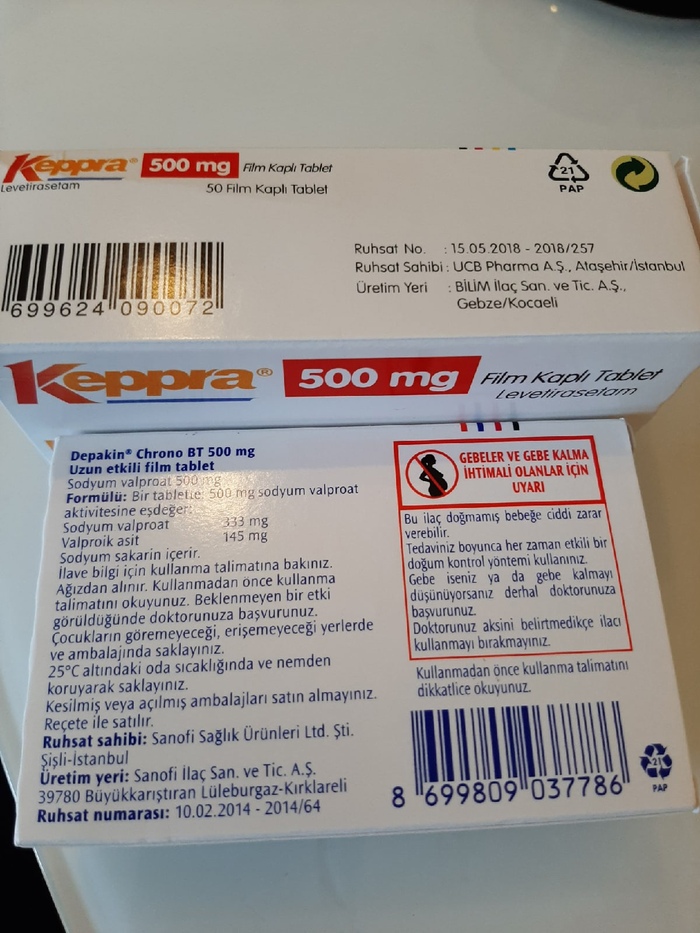 Keppra® 500 mg Film Kaplı Tablet
Levetirasetam
50 Film Kaplı Tablet
21
PAP
Ruhsat No. : 15.05.2018 - 2018/257
Ruhsat Sahibi : UCB Pharma A.Ş., Ataşehir/İstanbul
Üretim Yeri : BİLİM İlaç San. ve Tic. A.Ş.,
Gebze/Kocaeli
699624 090072
Keppra® 500 mg Film Kaplı Tablet
Levetirasetam
Depakin® Chrono BT 500 mg
Uzun etkili film tablet
Sodyum valproat 500 mg
Formülü: Bir tablette 500 mg sodyum valproat
aktivitesine eşdeğer:
Sodyum valproat 333 mg
Valproik asit 145 mg
Sodyum sakarin içerir.
İlave bilgi için kullanma talimatına bakınız.
Ağızdan alınır. Kullanmadan önce kullanma
talimatını okuyunuz. Beklenmeyen bir etki
görüldüğünde doktorunuza başvurunuz.
Çocukların göremeyeceği, erişemeyeceği yerlerde
ve ambalajında saklayınız.
25°C altındaki oda sıcaklığında ve nemden
koruyarak saklayınız.
Kesilmiş veya açılmış ambalajları satın almayınız.
Reçete ile satılır.
Ruhsat sahibi: Sanofi Sağlık Ürünleri Ltd. Şti.
Şişli-İstanbul
Üretim yeri: Sanofi İlaç San. ve Tic. A.Ş.
39780 Büyükkarıştıran Lüleburgaz-Kırklareli
Ruhsat numarası: 10.02.2014 - 2014/64
GEBELER VE GEBE KALMA
İHTİMALİ OLANLAR İÇİN
UYARI
Bu ilaç doğmamış bebeğe ciddi zarar
verebilir.
Tedaviniz boyunca her zaman etkili bir
doğum kontrol yöntemi kullanınız.
Gebe iseniz ya da gebe kalmayı
düşünüyorsanız derhal doktorunuza
başvurunuz.
Doktorunuz aksini belirtmedikçe ilacı
kullanmayı bırakmayınız.
Kullanmadan önce kullanma talimatını
dikkatlice okuyunuz.
8 699809 037786
21
PAP